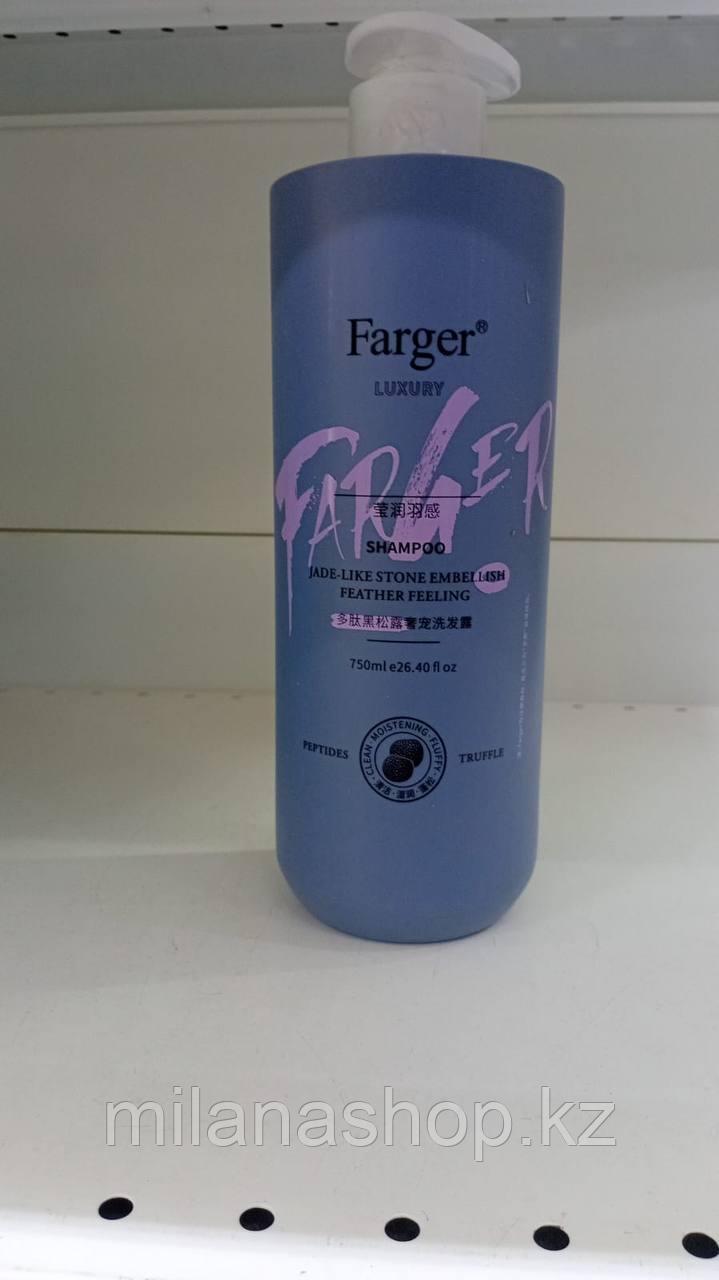 Farger®
LUXURY
FARGER
莹润羽感
SHAMPOO
JADE-LIKE STONE EMBELLISH
FEATHER FEELING
多肽黑松露奢宠洗发露
750ml e26.40 fl oz
PEPTIDES
CLEAN · MOISTENING · FLUFFY
TRUFFLE
milanashop.kz